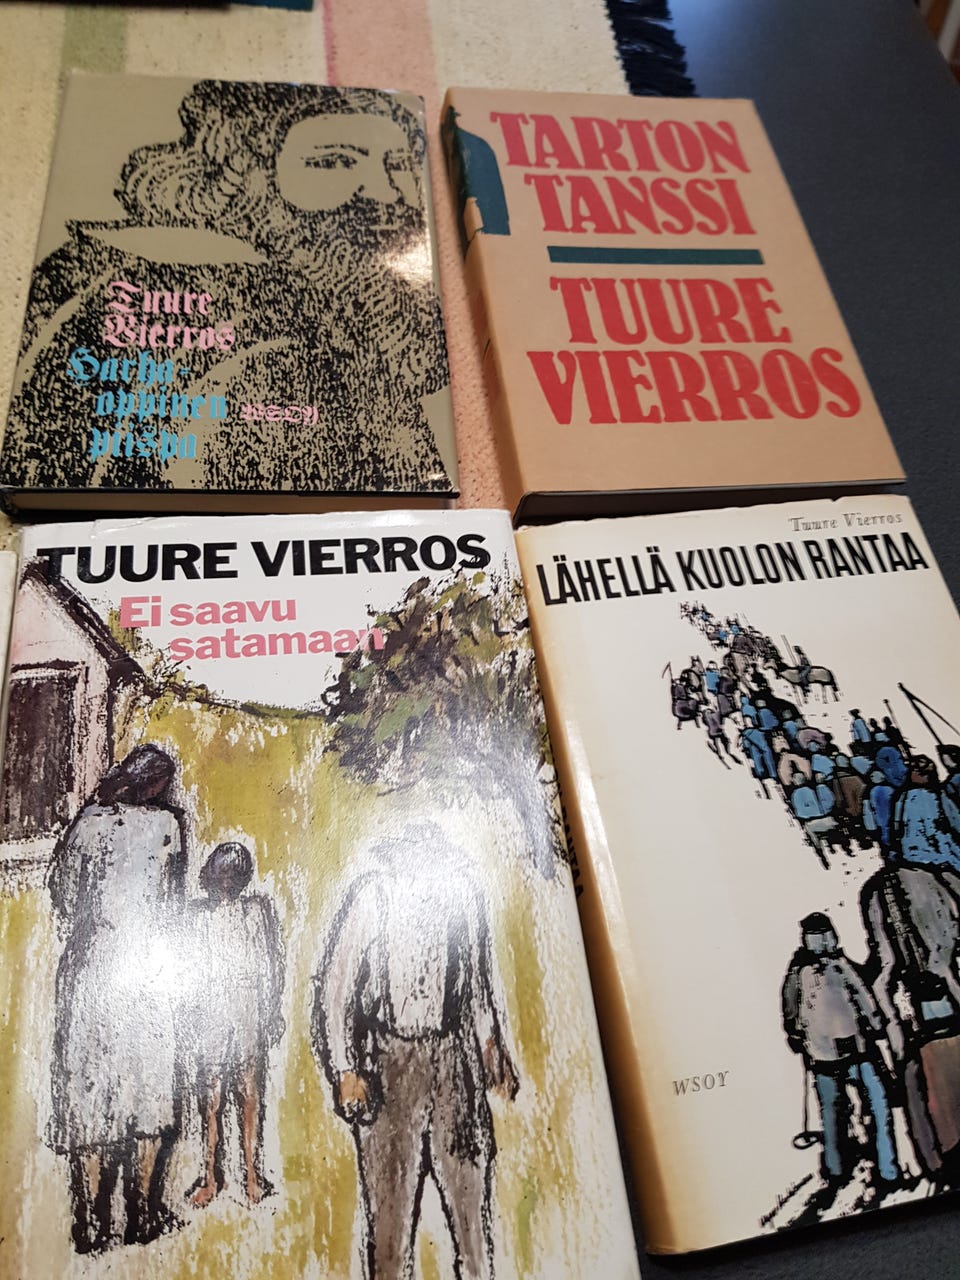 Tuure
Vierros
Harha-
oppinen WSOY
piispa
TARTON
TANSSI
TUURE
VIERROS
TUURE VIERROS
Ei saavu
satamaan
Tuure Vierros
LÄHELLÄ KUOLON RANTAA
WSOY